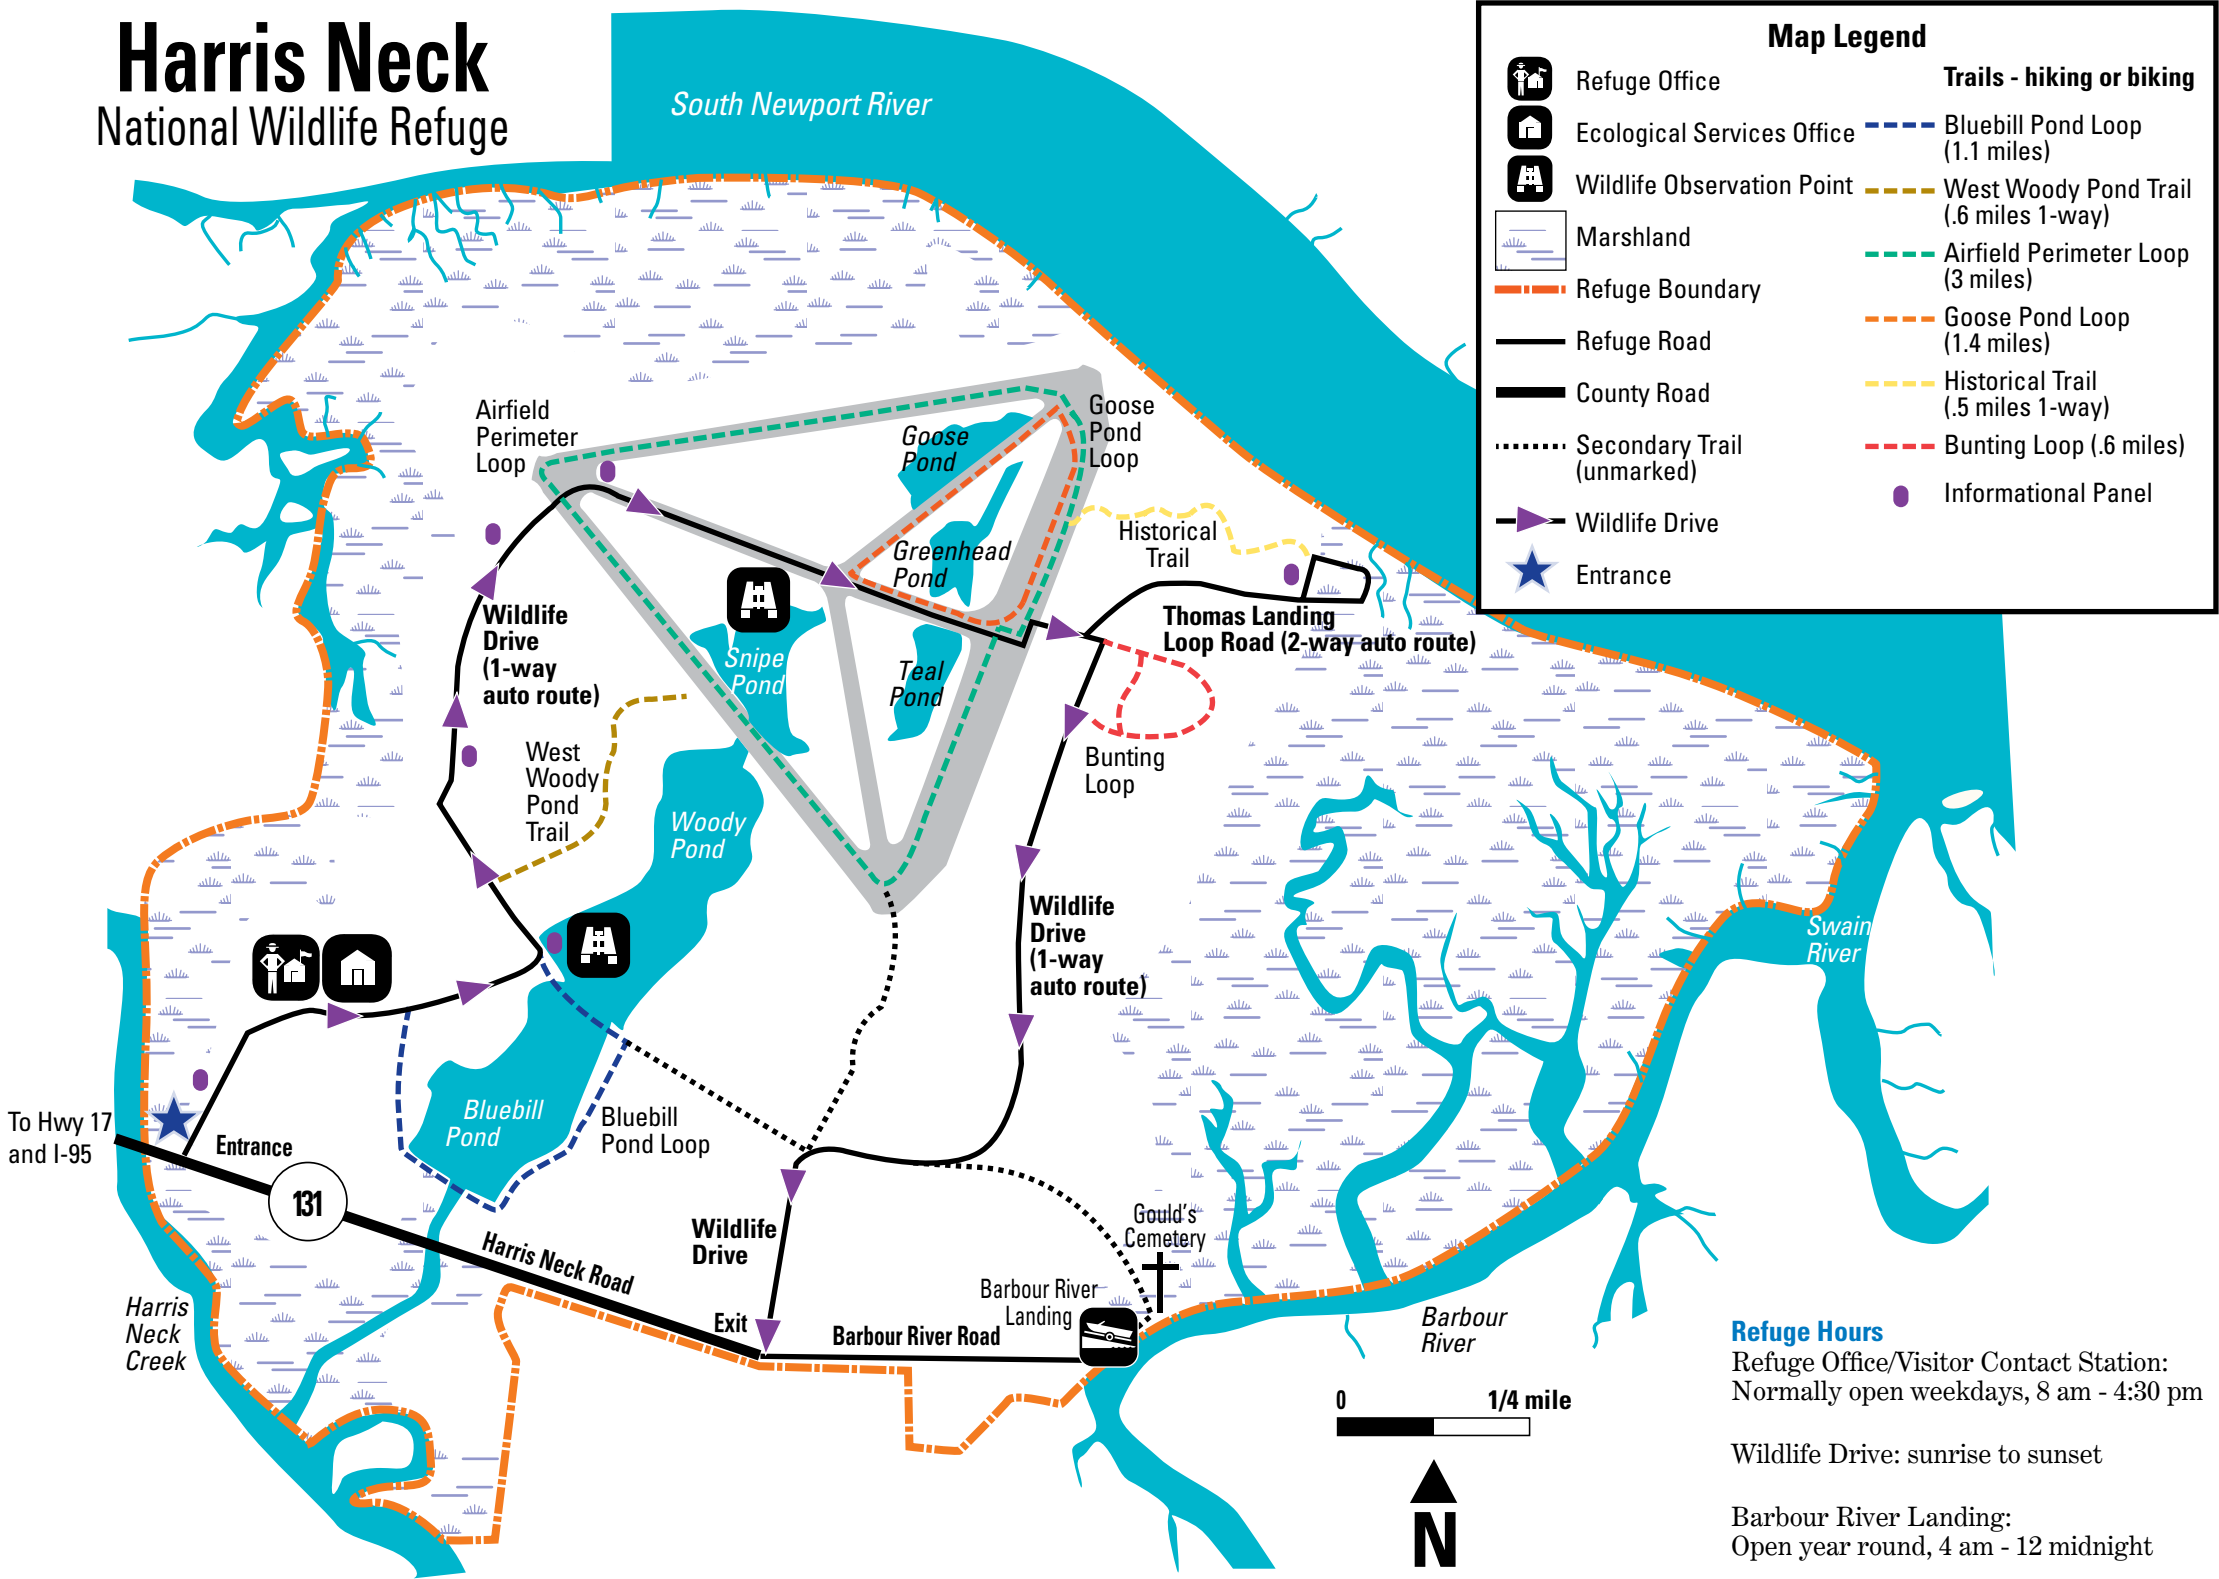 Harris Neck
National Wildlife Refuge
South Newport River
Map Legend
Refuge Office
Ecological Services Office
Wildlife Observation Point
Marshland
Refuge Boundary
Refuge Road
County Road
Secondary Trail
(unmarked)
Wildlife Drive
Entrance
Trails - hiking or biking
Bluebill Pond Loop
(1.1 miles)
West Woody Pond Trail
(.6 miles 1-way)
Airfield Perimeter Loop
(3 miles)
Goose Pond Loop
(1.4 miles)
Historical Trail
(.5 miles 1-way)
Bunting Loop (.6 miles)
Informational Panel
Airfield
Perimeter
Loop
Goose
Pond
Goose
Pond
Loop
Greenhead
Pond
Historical
Trail
Thomas Landing
Loop Road (2-way auto route)
Wildlife
Drive
(1-way
auto route)
Snipe
Pond
Teal
Pond
West
Woody
Pond
Trail
Woody
Pond
Bunting
Loop
Wildlife
Drive
(1-way
auto route)
Swain
River
To Hwy 17
and I-95
Entrance
131
Bluebill
Pond
Bluebill
Pond Loop
Harris Neck Road
Wildlife
Drive
Exit
Barbour River Road
Barbour River
Landing
Gould's
Cemetery
Harris
Neck
Creek
Barbour
River
0 1/4 mile
N
Refuge Hours
Refuge Office/Visitor Contact Station:
Normally open weekdays, 8 am - 4:30 pm
Wildlife Drive: sunrise to sunset
Barbour River Landing:
Open year round, 4 am - 12 midnight